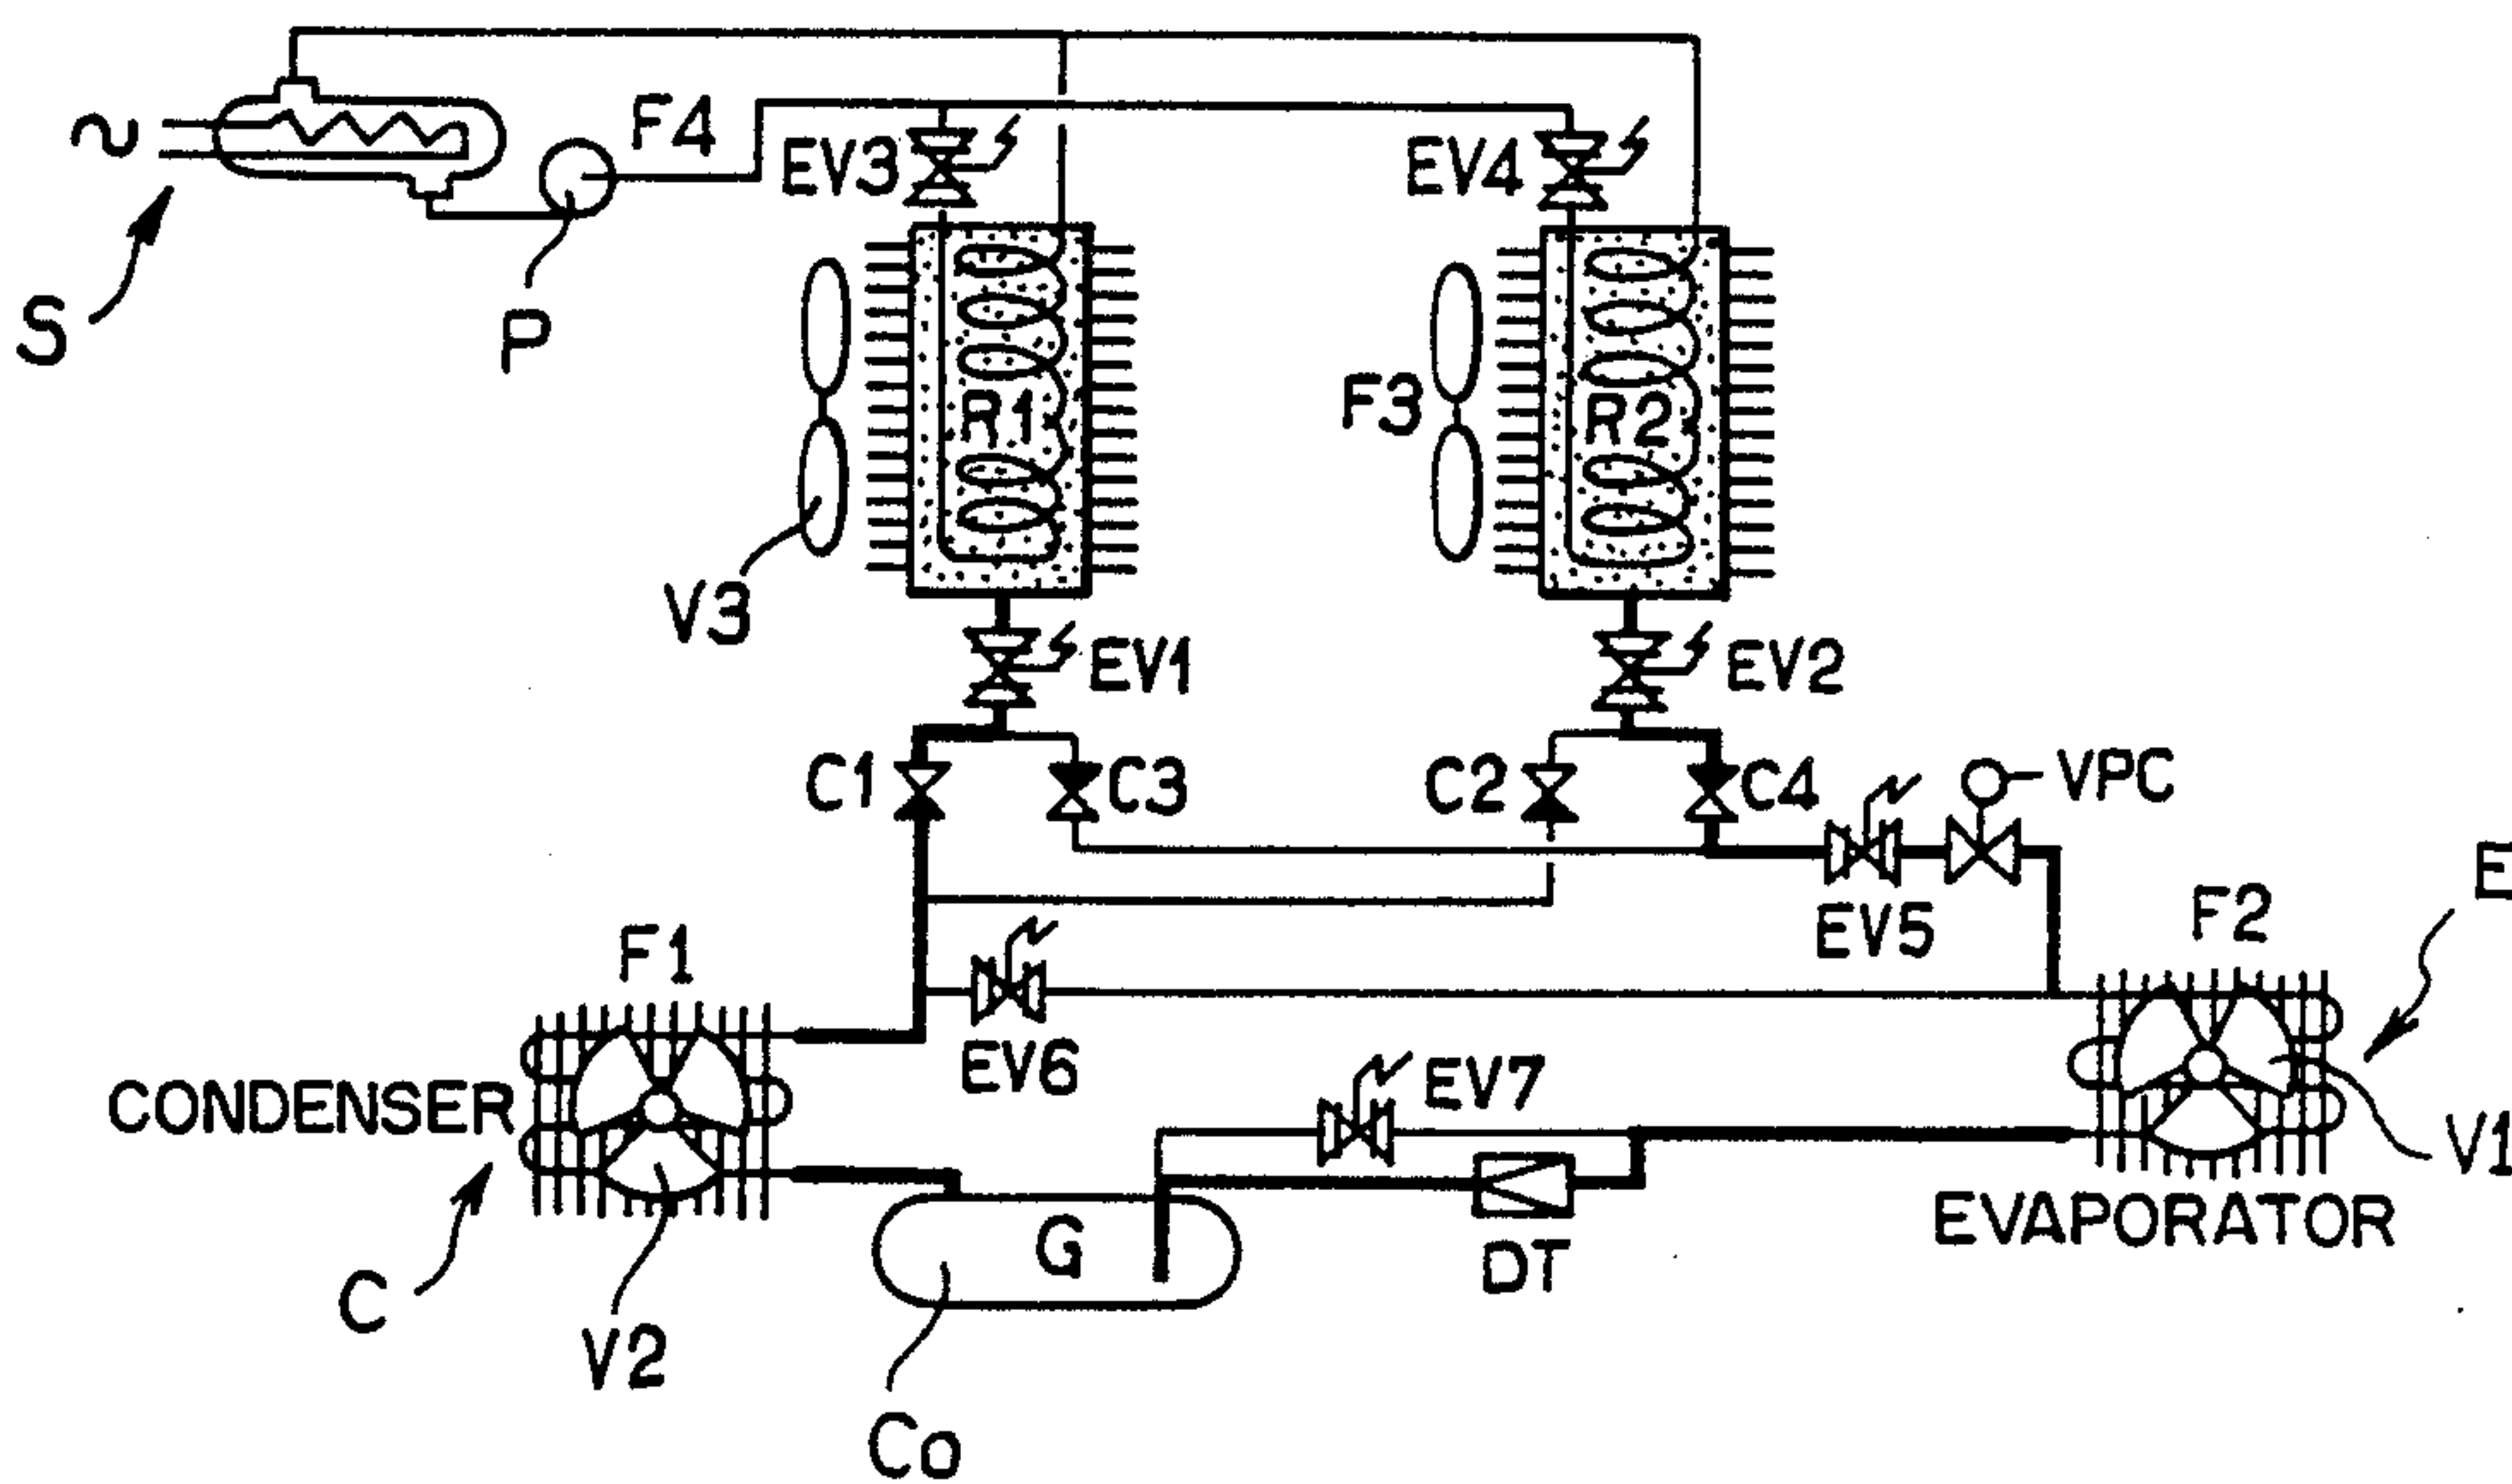 F4
EV3
EV4
S
P
R1
F3
R2
V3
EV1
EV2
C1
C3
C2
C4
VPC
E
EV5
F2
F1
EV6
EV7
CONDENSER
V1
G
EVAPORATOR
DT
C
V2
Co